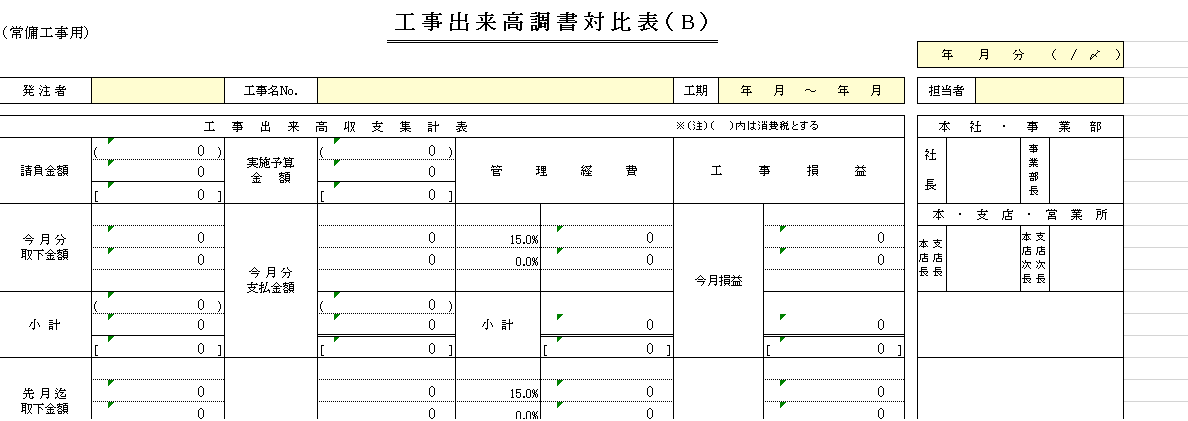 工事出来高調書対比表(B)
(常傭工事用)
年 月 分 ( / 〆 )
発注者 工事名No. 工期 年 月 ～ 年 月 担当者
工事出来高収支集計表 ※(注)( )内は消費税とする 本社・事業部
( 0 ) ( 0 )
請負金額 0 実施予算金額 0 管理経費 工事損益 社長 事業部長
[ 0 ] [ 0 ]
本・支店・営業所
今月分取下金額 0 今月分支払金額 0 15.0% 0 今月損益 0 本店長 支店長 本店次長 支店次長
0 0 0.0% 0 0
( 0 ) ( 0 )
小計 0 0 小計 0 0
[ 0 ] [ 0 ] [ 0 ] [ 0 ]
先月迄取下金額 0 0 15.0% 0 0
0 0 0.0% 0 0